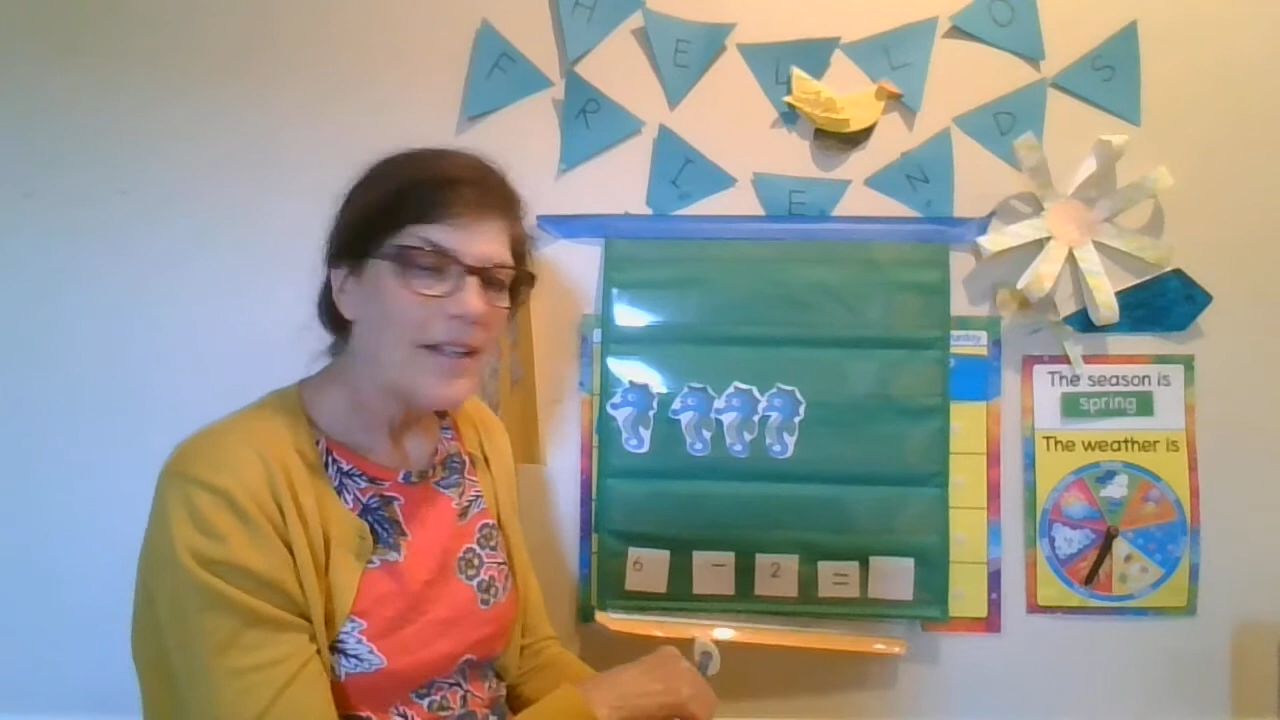 HELLO
FRIENDS
The season is
spring
The weather is
6 - 2 =